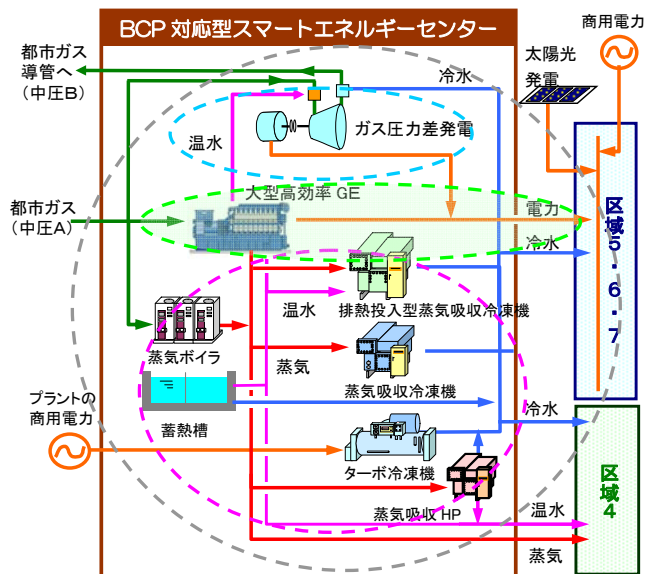 BCP 対応型スマートエネルギーセンター
商用電力
都市ガス
導管へ
（中圧B）
冷水
太陽光
発電
ガス圧力差発電
温水
大型高効率 GE
都市ガス
（中圧A）
電力
冷水
区域５・６・７
温水
排熱投入型蒸気吸収冷凍機
蒸気ボイラ
蒸気
蒸気吸収冷凍機
プラントの
商用電力
蓄熱槽
冷水
ターボ冷凍機
区域４
蒸気吸収 HP
温水
蒸気